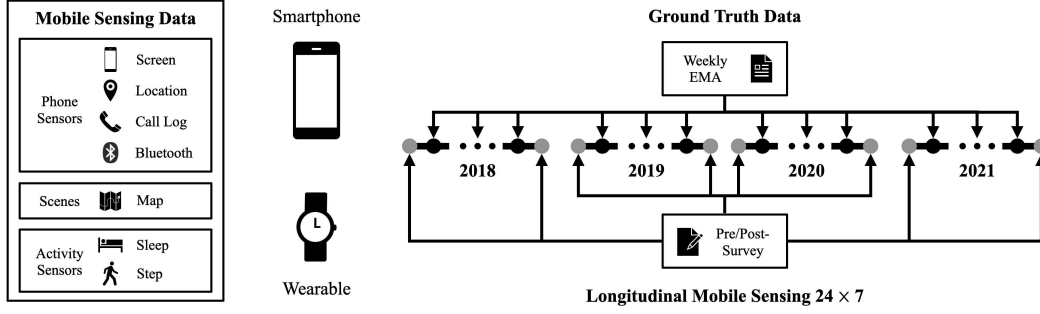 Mobile Sensing Data
Phone
Sensors
Screen
Location
Call Log
Bluetooth
Scenes
Map
Activity
Sensors
Sleep
Step
Smartphone
L
Wearable
Ground Truth Data
Weekly
EMA
2018
2019
2020
2021
Pre/Post-
Survey
Longitudinal Mobile Sensing 24 × 7